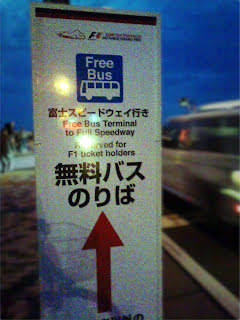 Free
Bus
富士スピードウェイ行き
Free Bus Terminal
to Fuji Speedway
Reserved for
F1 ticket holders
無料バス
のりば